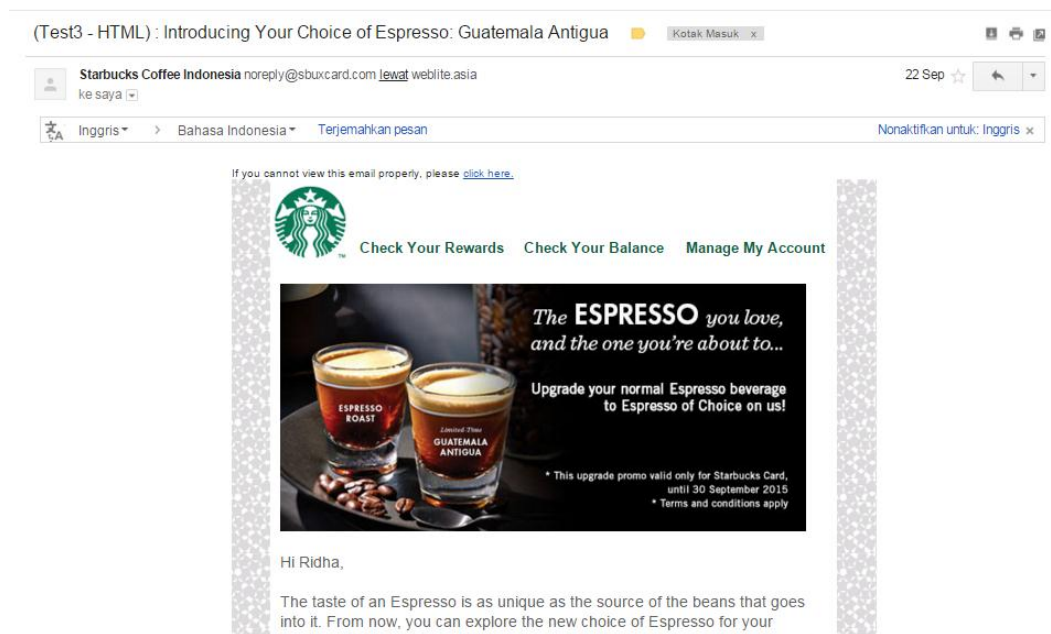 (Test3 - HTML) : Introducing Your Choice of Espresso: Guatemala Antigua
Kotak Masuk x
Starbucks Coffee Indonesia noreply@sbuxcard.com lewat weblite.asia
22 Sep
ke saya
Inggris > Bahasa Indonesia Terjemahkan pesan
Nonaktifkan untuk: Inggris x
If you cannot view this email properly, please click here.
TM
Check Your Rewards Check Your Balance Manage My Account
The ESPRESSO you love,
and the one you're about to...
Upgrade your normal Espresso beverage
to Espresso of Choice on us!
ESPRESSO
ROAST
Limited-Time
GUATEMALA
ANTIGUA
* This upgrade promo valid only for Starbucks Card,
until 30 September 2015
* Terms and conditions apply
Hi Ridha,
The taste of an Espresso is as unique as the source of the beans that goes
into it. From now, you can explore the new choice of Espresso for your